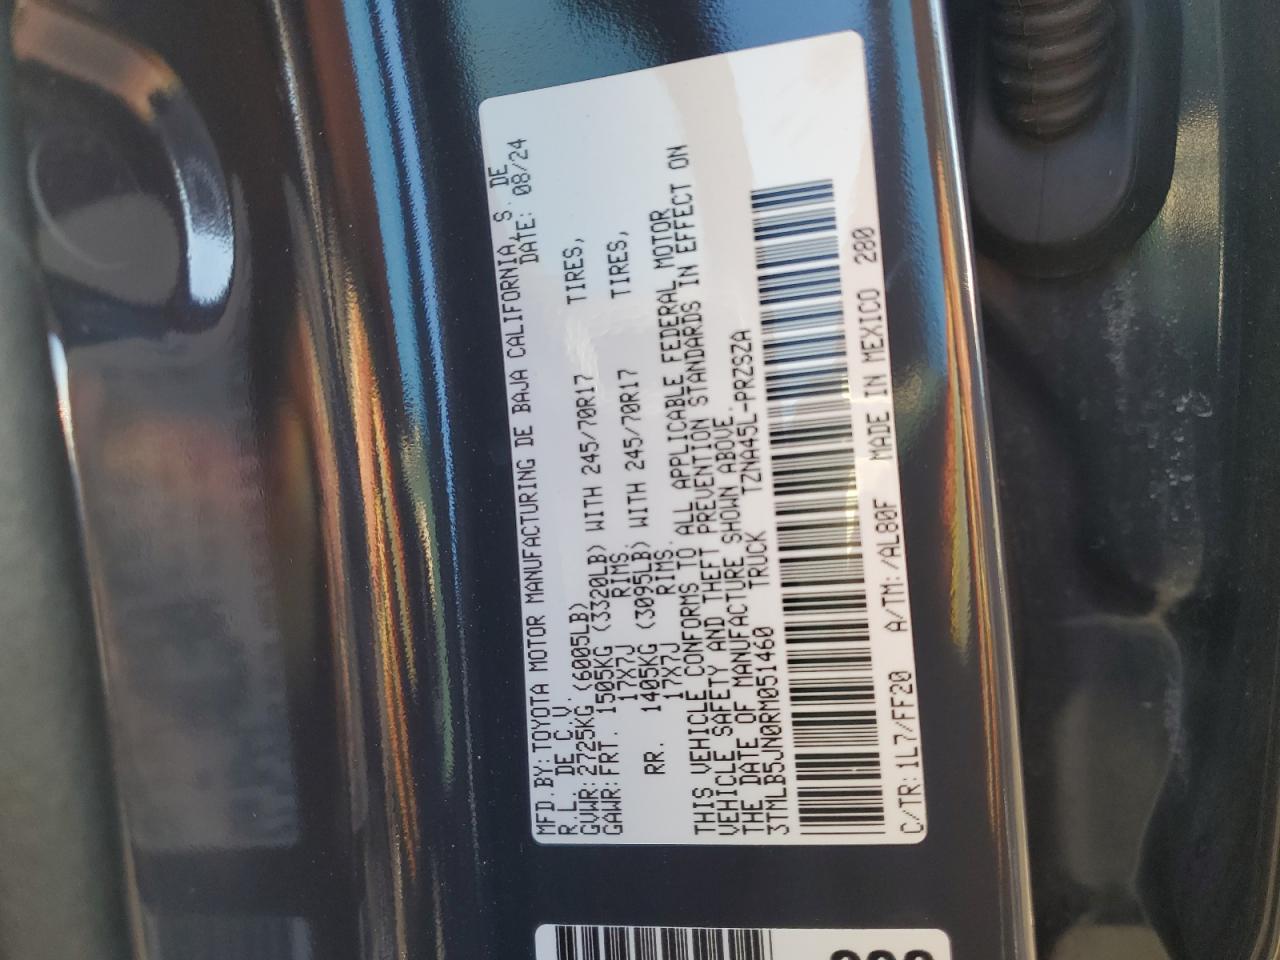 MFD.BY:TOYOTA MOTOR MANUFACTURING DE BAJA CALIFORNIA, S. DE
R.L. DE C.V. DATE: 08/24
GVWR:2725KG (6005LB)
GAWR:FRT. 1505KG (3320LB) WITH 245/70R17 TIRES,
17X7J RIMS.
RR. 1405KG (3095LB) WITH 245/70R17 TIRES,
17X7J RIMS.
THIS VEHICLE CONFORMS TO ALL APPLICABLE FEDERAL MOTOR
VEHICLE SAFETY AND THEFT PREVENTION STANDARDS IN EFFECT ON
THE DATE OF MANUFACTURE SHOWN ABOVE.
3TMLB5JN0RM051460 TRUCK TZNA45L-PRZSZA
C/TR:1L7/FF20 A/TM:/AL80F MADE IN MEXICO 280